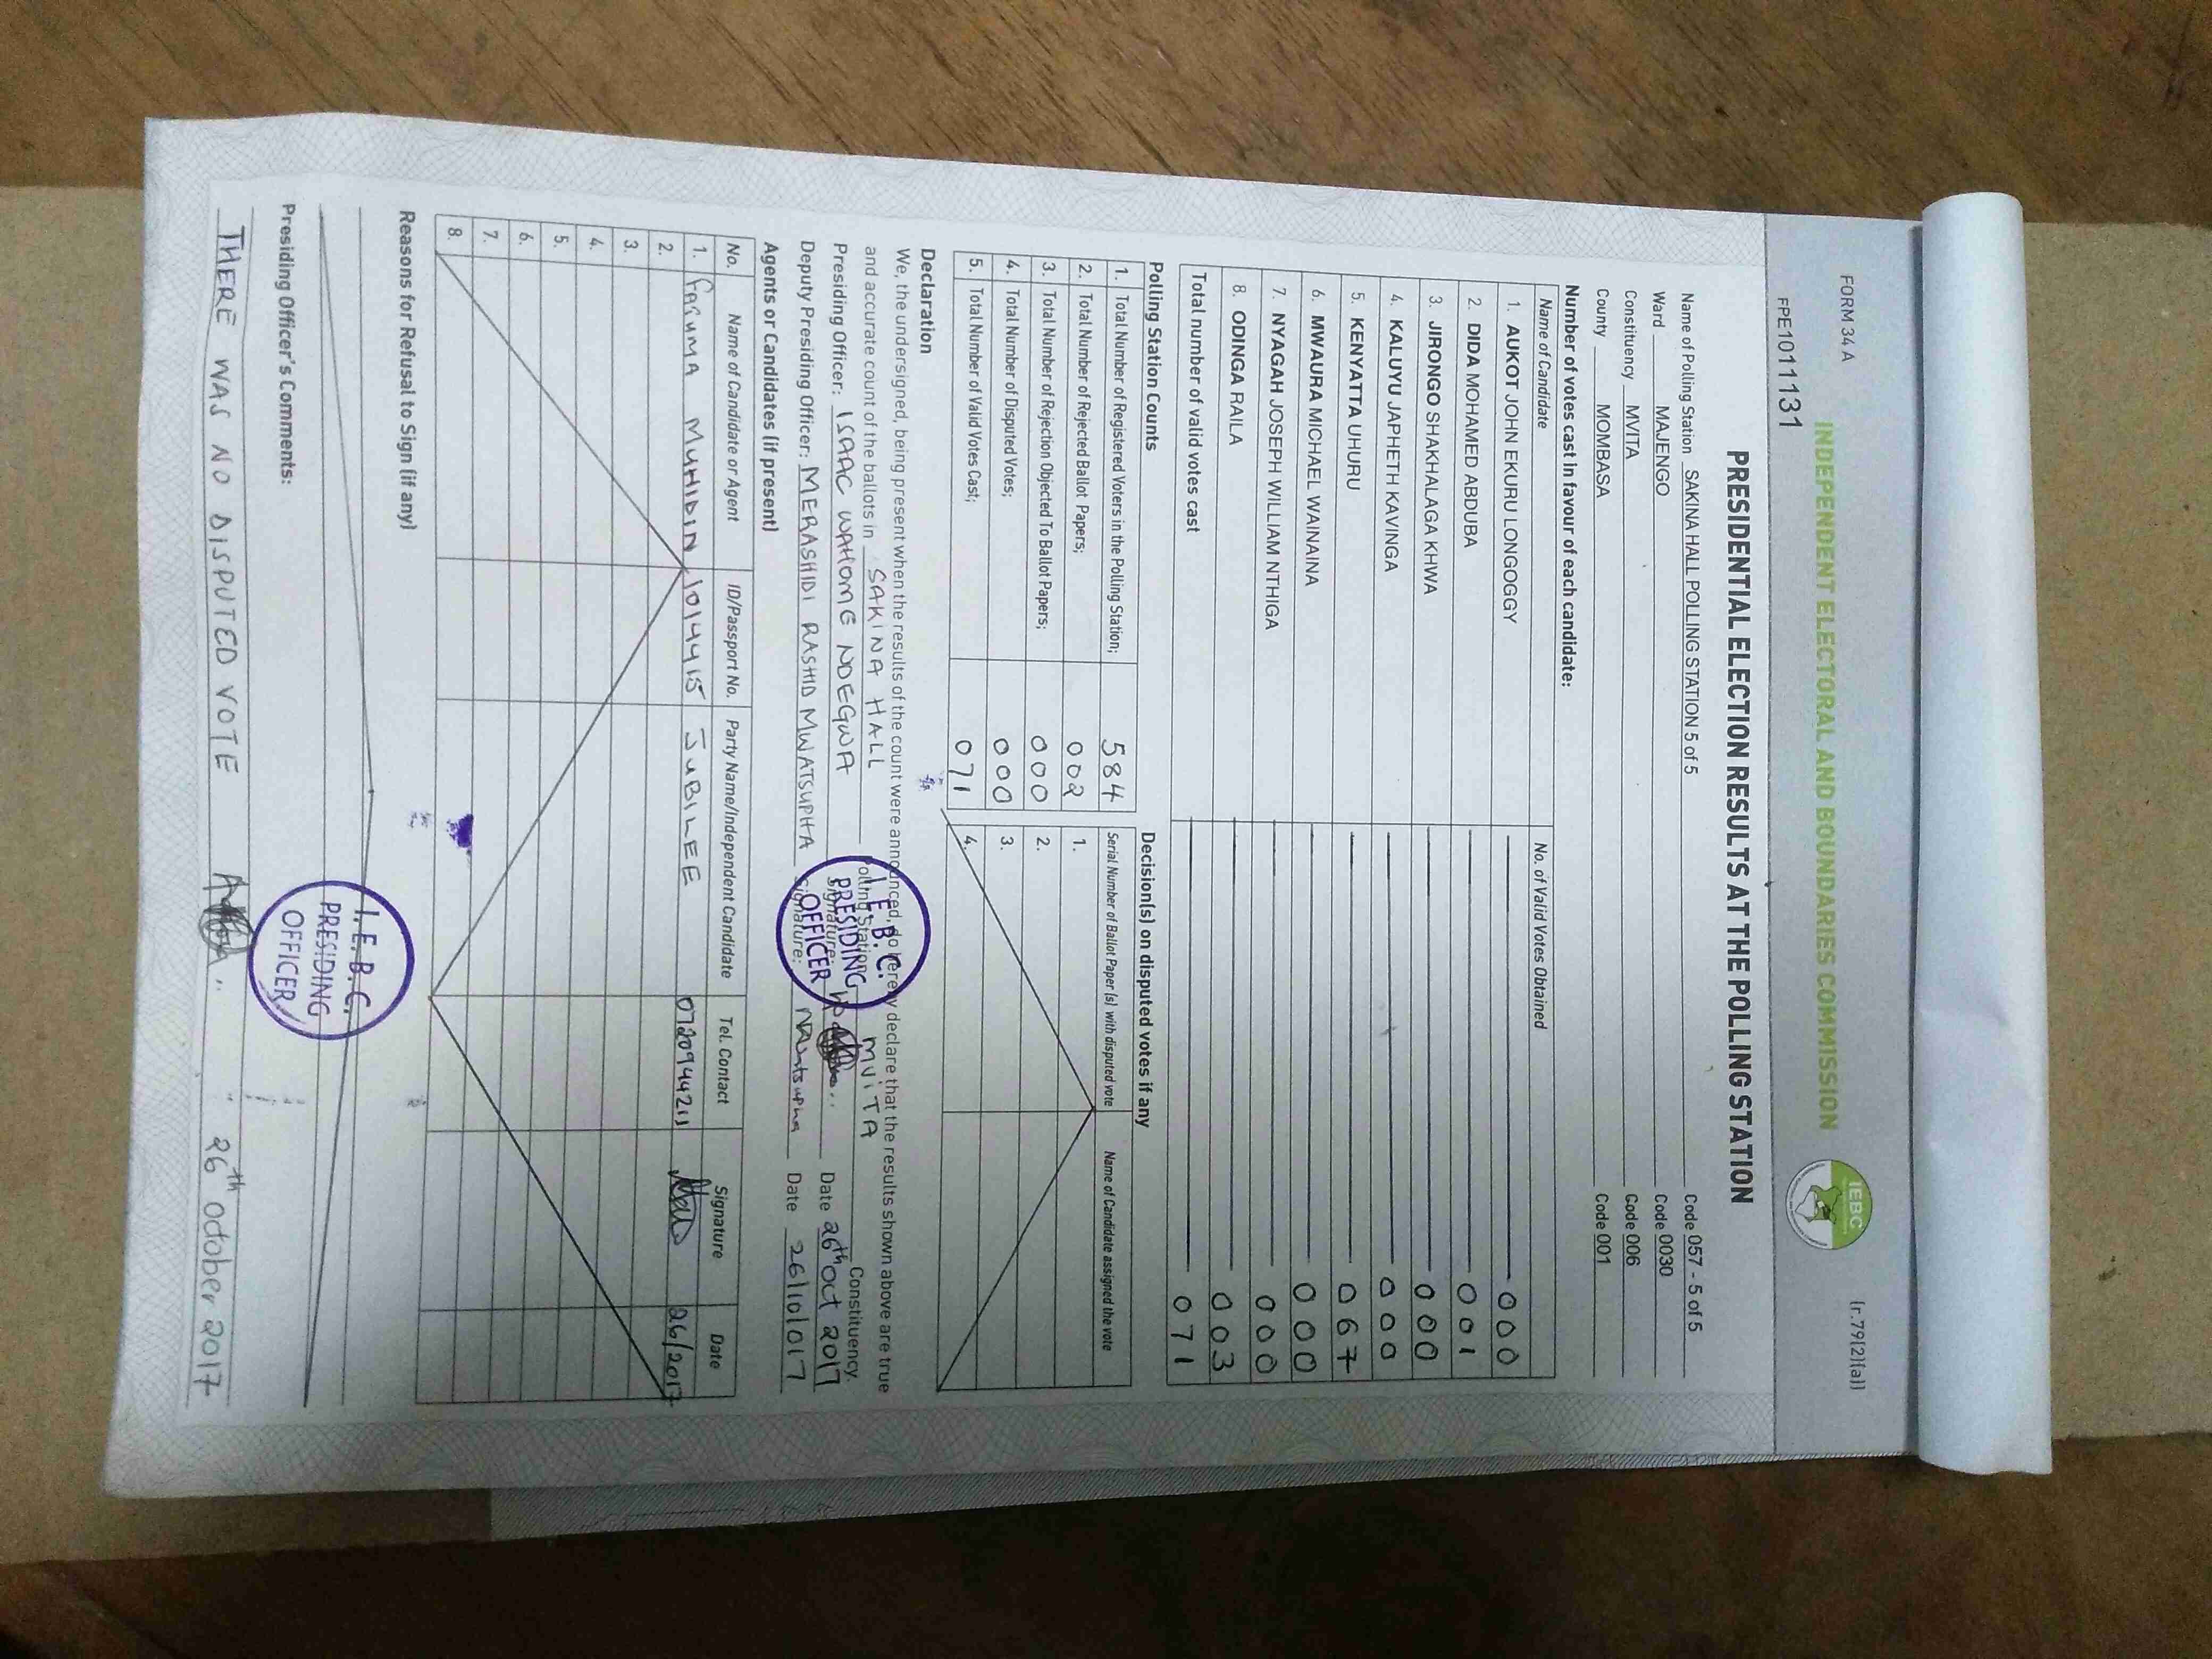 FORM 34 A
(r.79(2)(a))
INDEPENDENT ELECTORAL AND BOUNDARIES COMMISSION
IEBC
FPE1011131
PRESIDENTIAL ELECTION RESULTS AT THE POLLING STATION
Name of Polling Station SAKINA HALL POLLING STATION 5 of 5 Code 057 - 5 of 5
Ward MAJENGO Code 0030
Constituency MVITA Code 006
County MOMBASA Code 001
Number of votes cast in favour of each candidate:
Name of Candidate No. of Valid Votes Obtained
1. AUKOT JOHN EKURU LONGOGGY 000
2. DIDA MOHAMED ABDUBA 001
3. JIRONGO SHAKHALAGA KHWA 000
4. KALUYU JAPHETH KAVINGA 000
5. KENYATTA UHURU 067
6. MWAURA MICHAEL WAINAINA 000
7. NYAGAH JOSEPH WILLIAM NTHIGA 000
8. ODINGA RAILA 003
Total number of valid votes cast 071
Polling Station Counts
1. Total Number of Registered Voters in the Polling Station; 584
2. Total Number of Rejected Ballot Papers; 002
3. Total Number of Rejection Objected To Ballot Papers; 000
4. Total Number of Disputed Votes; 000
5. Total Number of Valid Votes Cast; 071
Decision(s) on disputed votes if any
Serial Number of Ballot Paper (s) with disputed vote Name of Candidate assigned the vote
1.
2.
3.
4.
Declaration
We, the undersigned, being present when the results of the count were announced, do hereby declare that the results shown above are true
and accurate count of the ballots in SAKINA HALL Polling Station MVITA Constituency.
Presiding Officer: ISAAC WAHOME NDEGWA Signature: Date 26th Oct 2017
Deputy Presiding Officer: MERASHIDI RASHID MWATSUPHA Signature: Date 26/10/017
I.E.B.C.
PRESIDING
OFFICER
Agents or Candidates (if present)
No. Name of Candidate or Agent ID/Passport No. Party Name/Independent Candidate Tel. Contact Signature Date
1. MUHIDIN 1014415 JUBILEE 0720944211 26/2017
2.
3.
4.
5.
6.
7.
8.
Reasons for Refusal to Sign (if any)
I.E.B.C.
PRESIDING
OFFICER
Presiding Officer's Comments:
THERE WAS NO DISPUTED VOTE 26th October 2017